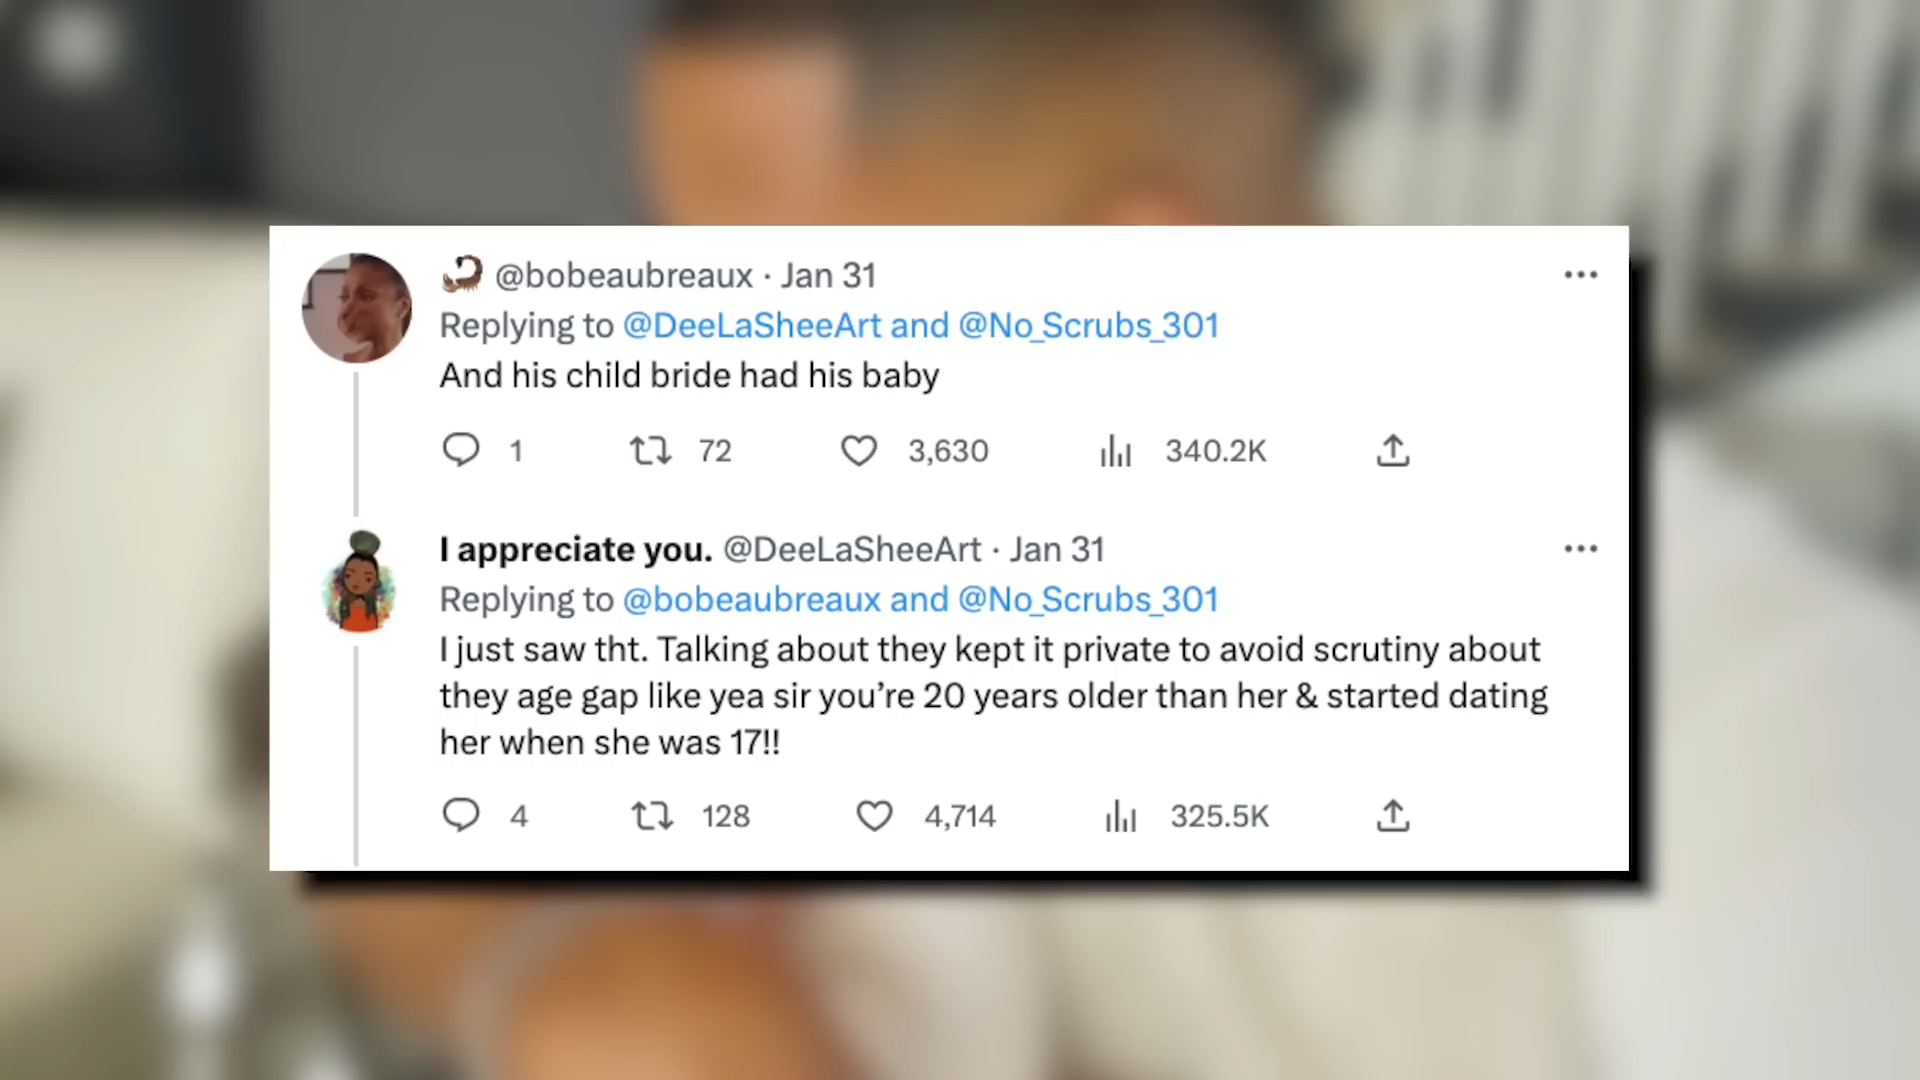 @bobeaubreaux · Jan 31
Replying to @DeeLaSheeArt and @No_Scrubs_301
And his child bride had his baby
1 72 3,630 340.2K
I appreciate you. @DeeLaSheeArt · Jan 31
Replying to @bobeaubreaux and @No_Scrubs_301
I just saw tht. Talking about they kept it private to avoid scrutiny about
they age gap like yea sir you’re 20 years older than her & started dating
her when she was 17!!
4 128 4,714 325.5K